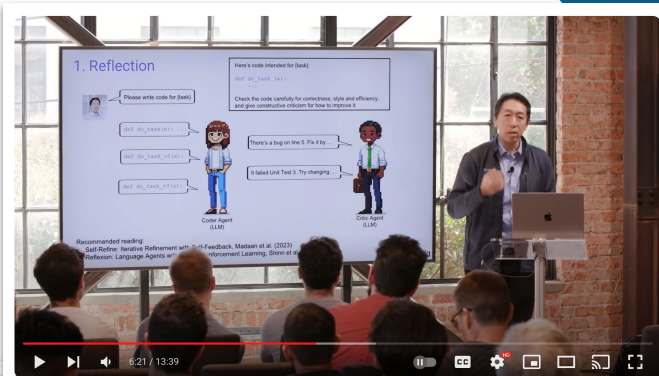 1. Reflection
Please write code for {task}
Here's code intended for {task}:
def do_task (x):
...
Check the code carefully for correctness, style and efficiency,
and give constructive criticism for how to improve it.
def do_task(x): ...
def do_task_v2(x):
def do_task_v3(x):
There's a bug on line 5. Fix it by ...
It failed Unit Test 3. Try changing ...
Coder Agent
(LLM)
Critic Agent
(LLM)
Recommended reading:
Self-Refine: Iterative Refinement with Self-Feedback, Madaan et al. (2023)
Reflexion: Language Agents Reinforcement Learning, Shinn et al
6:21 / 13:39
CC
HD